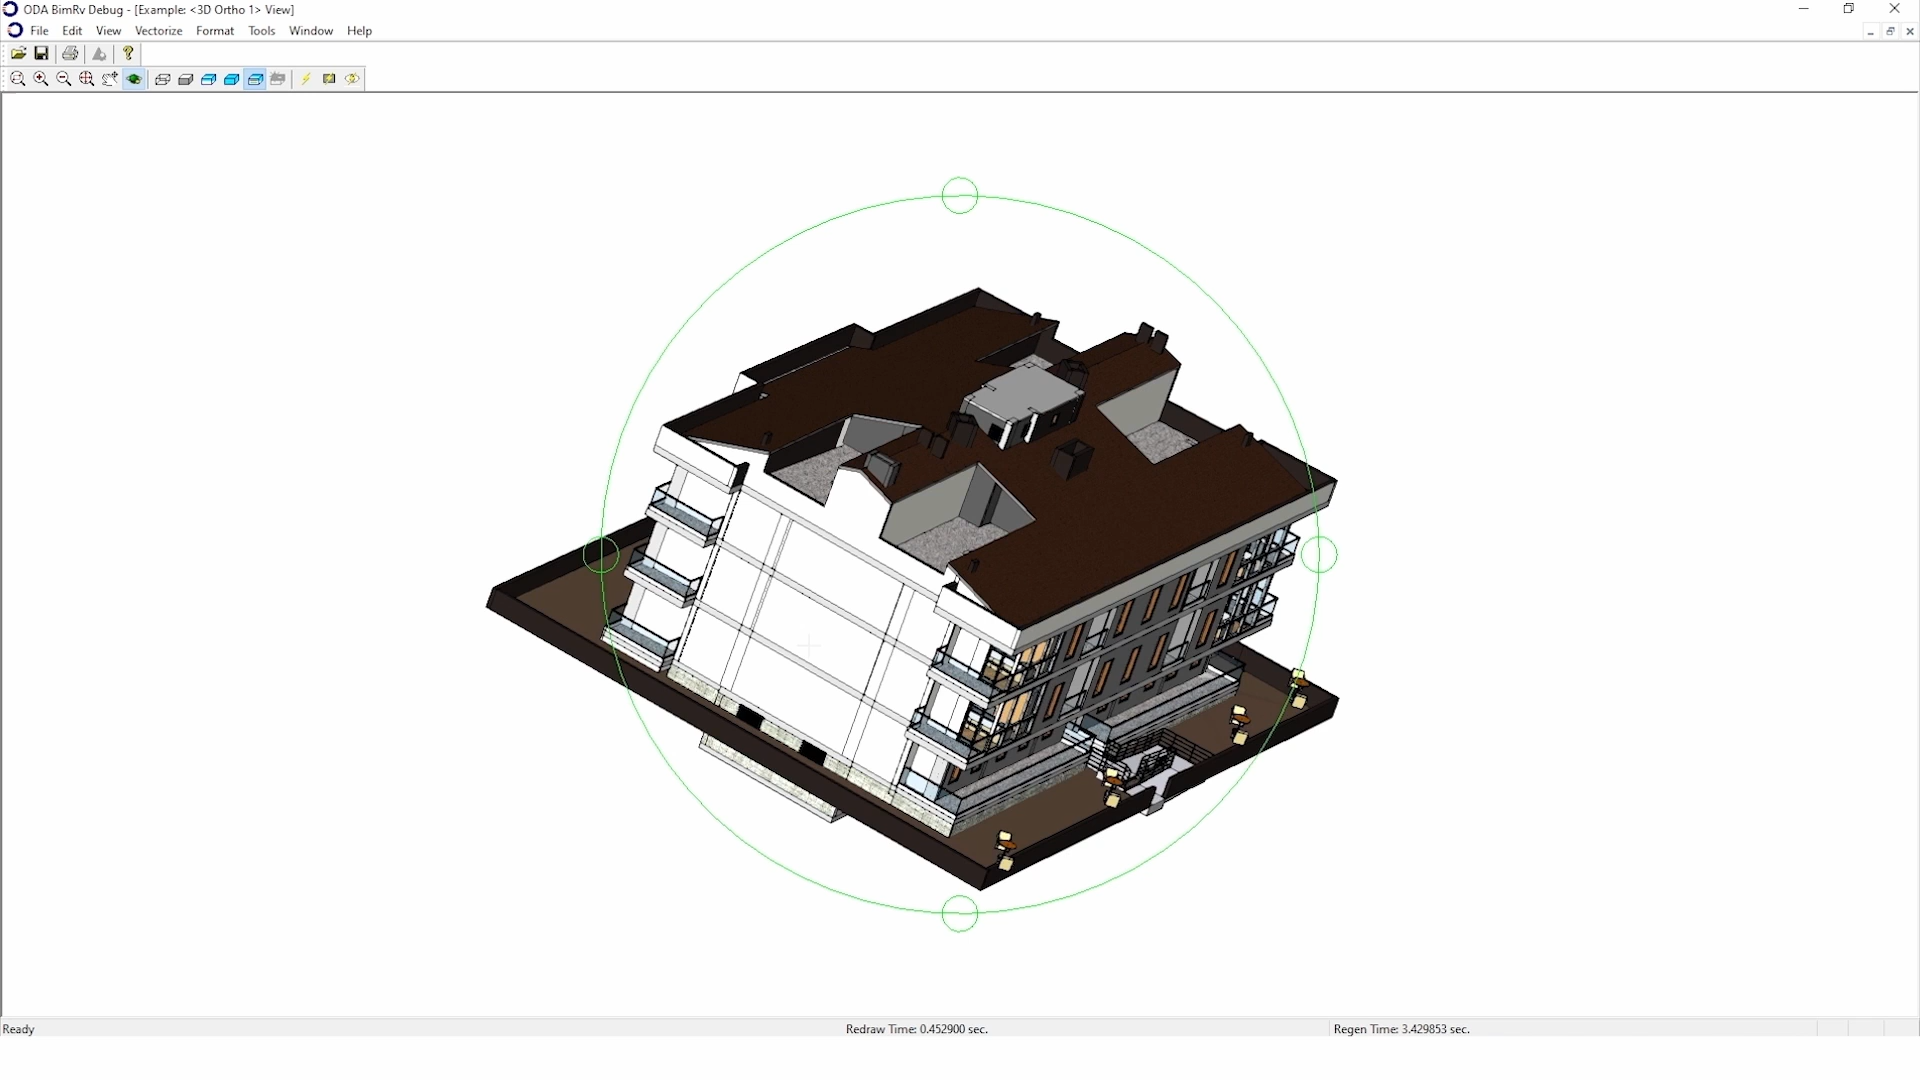 ODA BimRv Debug - [Example: <3D Ortho 1> View]
File Edit View Vectorize Format Tools Window Help
Ready Redraw Time: 0.452900 sec. Regen Time: 3.429853 sec.